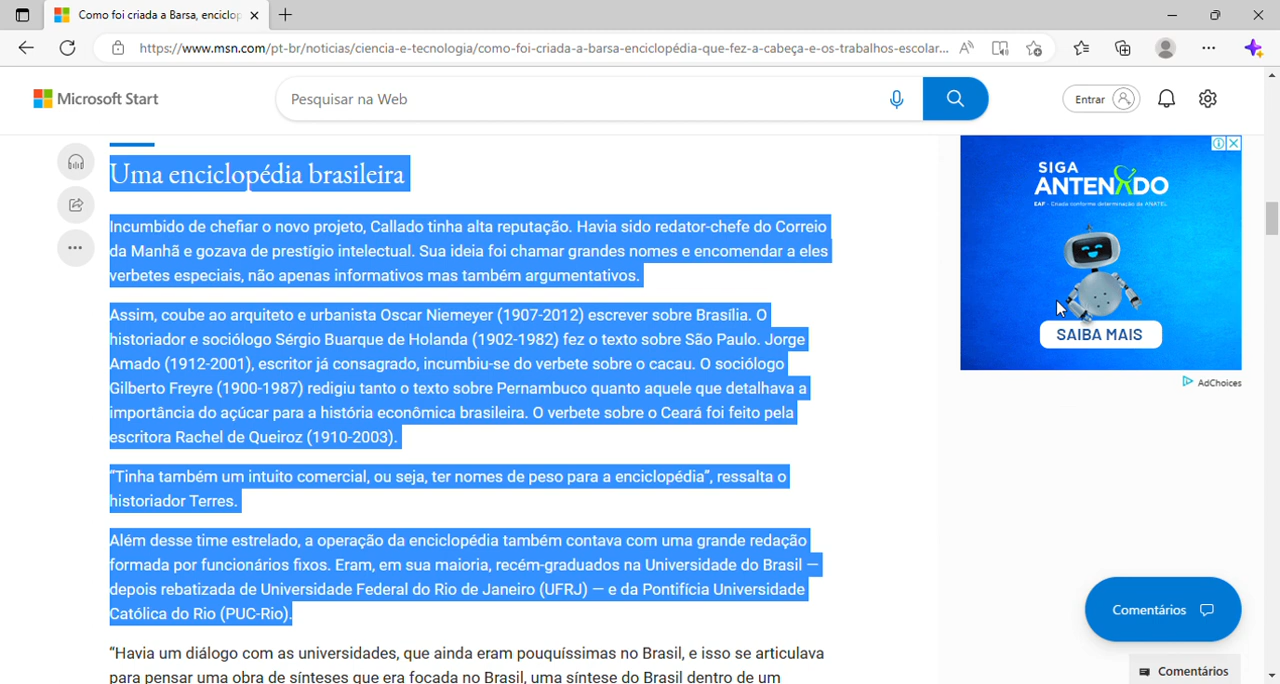 Como foi criada a Barsa, enciclop
https://www.msn.com/pt-br/noticias/ciencia-e-tecnologia/como-foi-criada-a-barsa-enciclopédia-que-fez-a-cabeça-e-os-trabalhos-escolar...
Microsoft Start
Pesquisar na Web
Entrar
Uma enciclopédia brasileira
Incumbido de chefiar o novo projeto, Callado tinha alta reputação. Havia sido redator-chefe do Correio
da Manhã e gozava de prestígio intelectual. Sua ideia foi chamar grandes nomes e encomendar a eles
verbetes especiais, não apenas informativos mas também argumentativos.
Assim, coube ao arquiteto e urbanista Oscar Niemeyer (1907-2012) escrever sobre Brasília. O
historiador e sociólogo Sérgio Buarque de Holanda (1902-1982) fez o texto sobre São Paulo. Jorge
Amado (1912-2001), escritor já consagrado, incumbiu-se do verbete sobre o cacau. O sociólogo
Gilberto Freyre (1900-1987) redigiu tanto o texto sobre Pernambuco quanto aquele que detalhava a
importância do açúcar para a história econômica brasileira. O verbete sobre o Ceará foi feito pela
escritora Rachel de Queiroz (1910-2003).
“Tinha também um intuito comercial, ou seja, ter nomes de peso para a enciclopédia”, ressalta o
historiador Terres.
Além desse time estrelado, a operação da enciclopédia também contava com uma grande redação
formada por funcionários fixos. Eram, em sua maioria, recém-graduados na Universidade do Brasil —
depois rebatizada de Universidade Federal do Rio de Janeiro (UFRJ) — e da Pontifícia Universidade
Católica do Rio (PUC-Rio).
“Havia um diálogo com as universidades, que ainda eram pouquíssimas no Brasil, e isso se articulava
para pensar uma obra de sínteses que era focada no Brasil, uma síntese do Brasil dentro de um
SIGA
ANTENADO
EAF - Criada conforme determinação da ANATEL
SAIBA MAIS
AdChoices
Comentários
Comentários